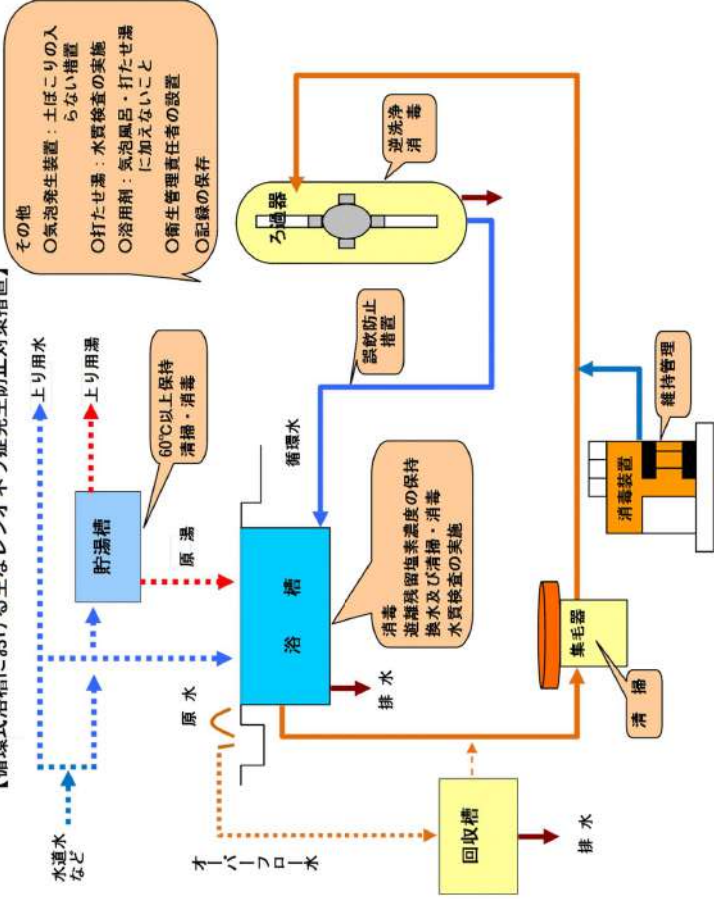 【循環式浴槽における主なレジオネラ症発生防止対策措置】
水道水
など
上り用水
上り用湯
貯湯槽
60℃以上保持
清掃・消毒
原 湯
原 水
オーバーフロー水
浴 槽
循環水
排 水
回収槽
排 水
消毒
遊離残留塩素濃度の保持
換水及び清掃・消毒
水質検査の実施
誤飲防止
措置
ろ過器
逆洗浄
消 毒
集毛器
清 掃
消毒装置
維持管理
その他
○気泡発生装置：土ぼこりの入
らない措置
○打たせ湯：水質検査の実施
○浴用剤：気泡風呂・打たせ湯
に加えないこと
○衛生管理責任者の設置
○記録の保存